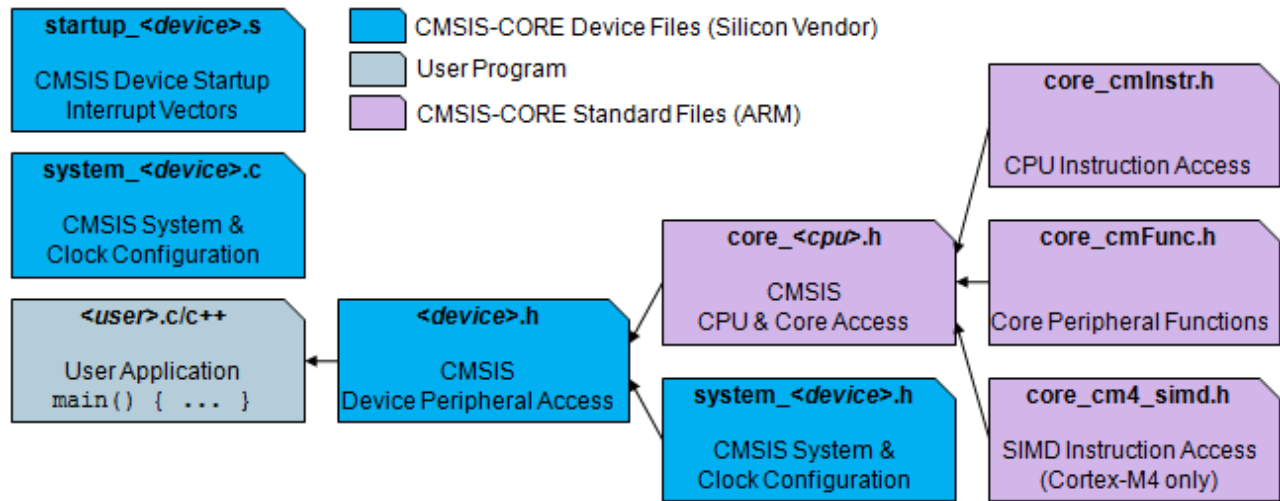 startup_<device>.s
CMSIS Device Startup
Interrupt Vectors
CMSIS-CORE Device Files (Silicon Vendor)
User Program
CMSIS-CORE Standard Files (ARM)
core_cmInstr.h
CPU Instruction Access
system_<device>.c
CMSIS System &
Clock Configuration
core_<cpu>.h
CMSIS
CPU & Core Access
core_cmFunc.h
Core Peripheral Functions
<user>.c/c++
User Application
main() { ... }
<device>.h
CMSIS
Device Peripheral Access
system_<device>.h
CMSIS System &
Clock Configuration
core_cm4_simd.h
SIMD Instruction Access
(Cortex-M4 only)